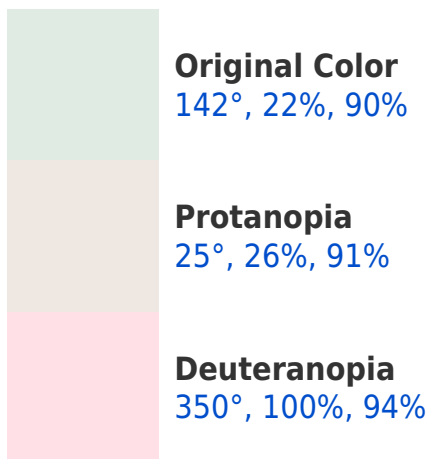 Original Color
142°, 22%, 90%
Protanopia
25°, 26%, 91%
Deuteranopia
350°, 100%, 94%